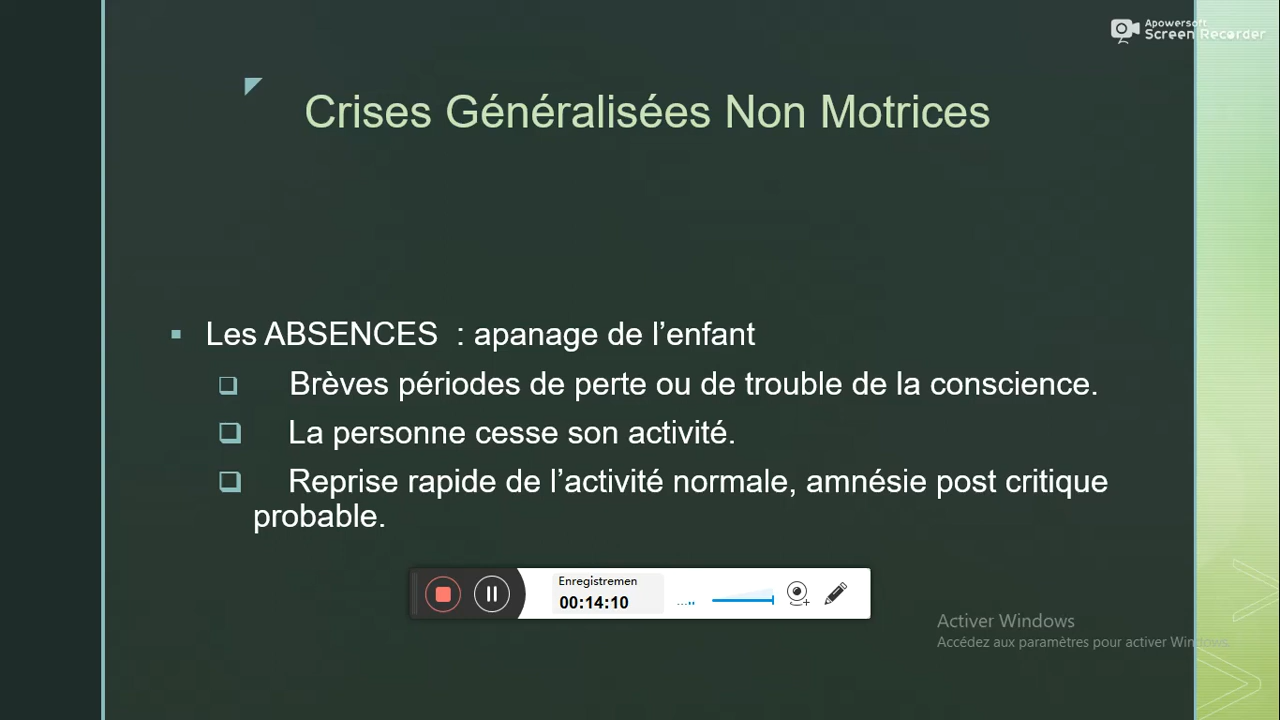 Apowersoft
Screen Recorder
Crises Généralisées Non Motrices
Les ABSENCES : apanage de l’enfant
Brèves périodes de perte ou de trouble de la conscience.
La personne cesse son activité.
Reprise rapide de l’activité normale, amnésie post critique
probable.
Enregistremen
00:14:10
Activer Windows
Accédez aux paramètres pour activer Windows.